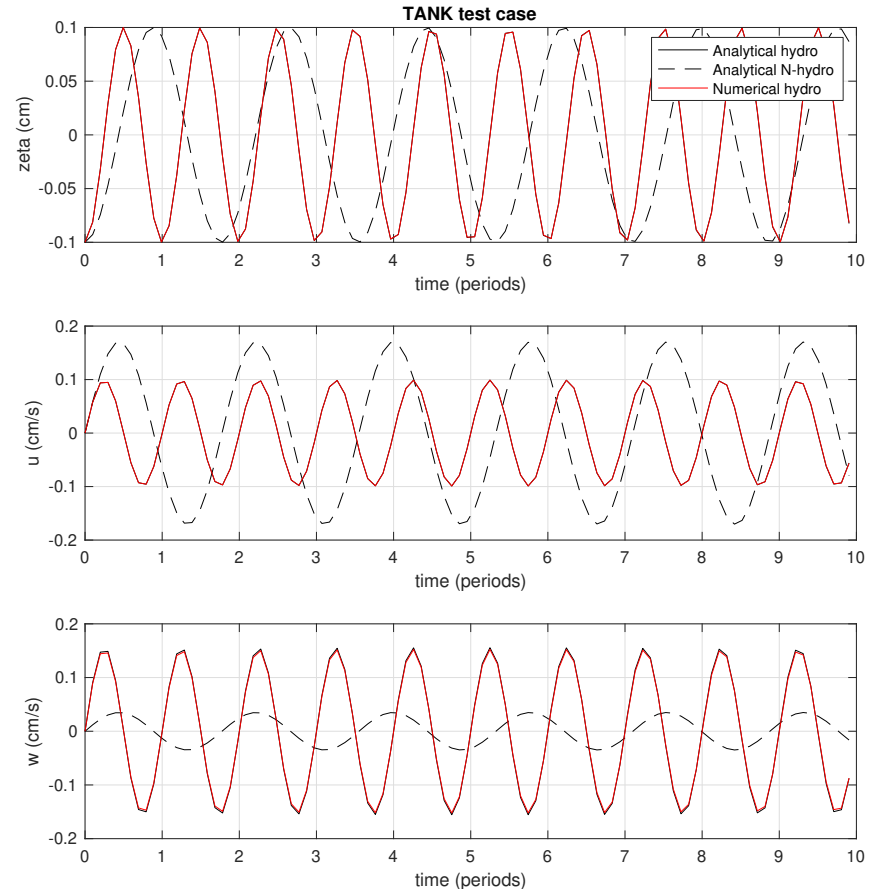 TANK test case
0.1
0.05
0
-0.05
-0.1
zeta (cm)
Analytical hydro
Analytical N-hydro
Numerical hydro
0 1 2 3 4 5 6 7 8 9 10
time (periods)
0.2
0.1
0
-0.1
-0.2
u (cm/s)
0 1 2 3 4 5 6 7 8 9 10
time (periods)
0.2
0.1
0
-0.1
-0.2
w (cm/s)
0 1 2 3 4 5 6 7 8 9 10
time (periods)